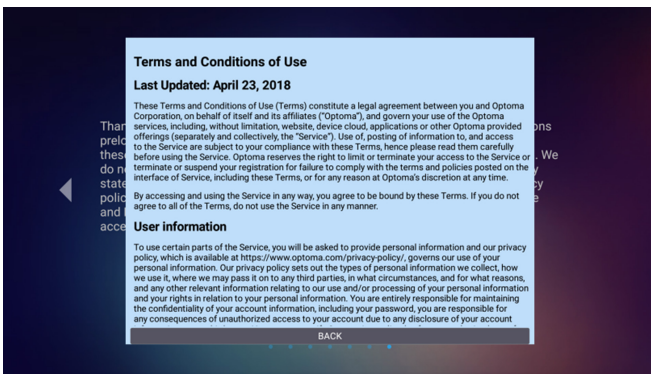 Terms and Conditions of Use
Last Updated: April 23, 2018
These Terms and Conditions of Use (Terms) constitute a legal agreement between you and Optoma
Corporation, on behalf of itself and its affiliates ("Optoma"), and govern your use of the Optoma
services, including, without limitation, website, device cloud, applications or other Optoma provided
offerings (separately and collectively, the "Service"). Use of, posting of information to, and access
to the Service are subject to your compliance with these Terms, hence please read them carefully
before using the Service. Optoma reserves the right to limit or terminate your access to the Service or
terminate or suspend your registration for failure to comply with the terms and policies posted on the
interface of Service, including these Terms, or for any reason at Optoma's discretion at any time.
By accessing and using the Service in any way, you agree to be bound by these Terms. If you do not
agree to all of the Terms, do not use the Service in any manner.
User information
To use certain parts of the Service, you will be asked to provide personal information and our privacy
policy, which is available at https://www.optoma.com/privacy-policy/, governs our use of your
personal information. Our privacy policy sets out the types of personal information we collect, how
we use it, where we may pass it on to any third parties, in what circumstances, and for what reasons,
and any other relevant information relating to our use and/or processing of your personal information
and your rights in relation to your personal information. You are entirely responsible for maintaining
the confidentiality of your account information, including your password, you are responsible for
any consequences of unauthorized access to your account due to any disclosure of your account
BACK
. We
do